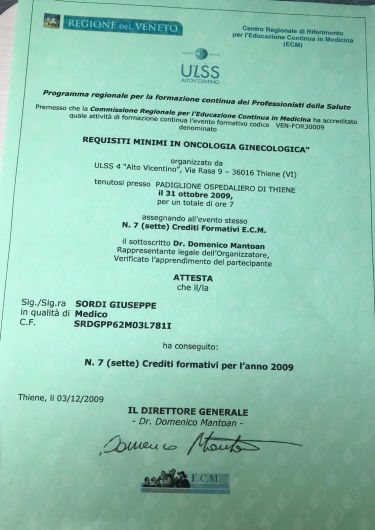 REGIONE DEL VENETO
Centro Regionale di Riferimento
per l'Educazione Continua in Medicina
(ECM)
ULSS
ALTOVICENTINO
Programma regionale per la formazione continua dei Professionisti della Salute
Premesso che la Commissione Regionale per l'Educazione Continua in Medicina ha accreditato
quale attività di formazione continua l'evento formativo codice VEN-FOR30009
denominato
REQUISITI MINIMI IN ONCOLOGIA GINECOLOGICA"
organizzato da
ULSS 4 "Alto Vicentino", Via Rasa 9 – 36016 Thiene (VI)
tenutosi presso PADIGLIONE OSPEDALIERO DI THIENE
il 31 ottobre 2009,
per un totale di ore 7
assegnando all'evento stesso
N. 7 (sette) Crediti Formativi E.C.M.
il sottoscritto Dr. Domenico Mantoan
Rappresentante legale dell'Organizzatore,
Verificato l'apprendimento del partecipante
ATTESTA
che il/la
Sig./Sig.ra SORDI GIUSEPPE
in qualità di Medico
C.F. SRDGPP62M03L781I
ha conseguito:
N. 7 (sette) Crediti formativi per l'anno 2009
Thiene, li 03/12/2009
IL DIRETTORE GENERALE
- Dr. Domenico Mantoan -
Domenico Mantoan
E.C.M.